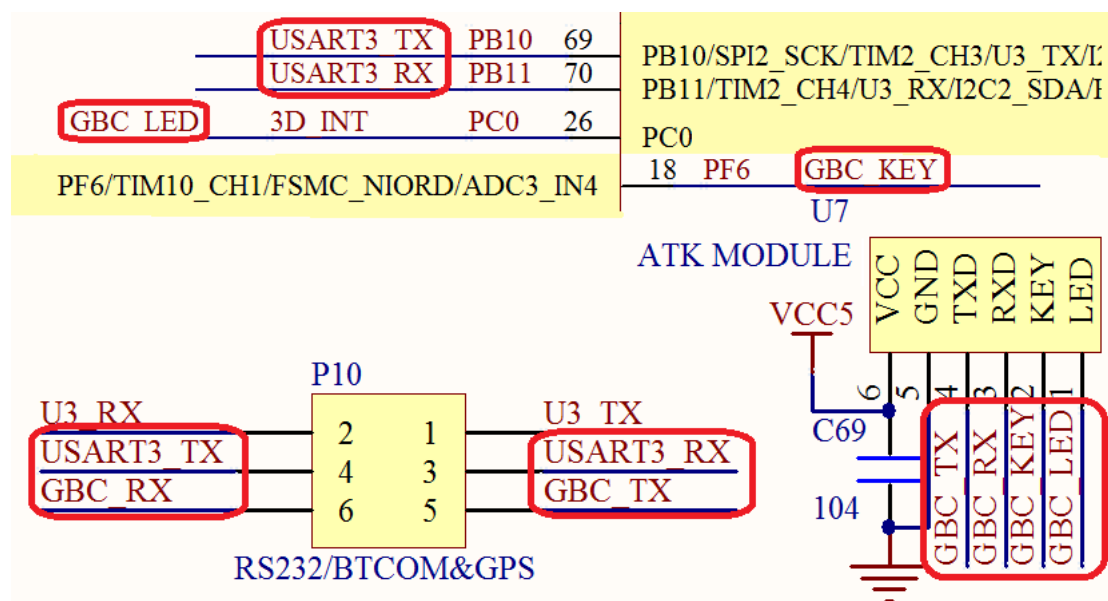 USART3_TX PB10 69
PB10/SPI2_SCK/TIM2_CH3/U3_TX/I2
USART3_RX PB11 70
PB11/TIM2_CH4/U3_RX/I2C2_SDA/
GBC_LED 3D_INT PC0 26
PC0
PF6/TIM10_CH1/FSMC_NIORD/ADC3_IN4
18 PF6 GBC_KEY
U7
ATK MODULE
VCC
GND
TXD
RXD
KEY
LED
VCC5
6
5
4
3
2
1
C69
104
GBC_TX
GBC_RX
GBC_KEY
GBC_LED
P10
U3_RX 2 1 U3_TX
USART3_TX 4 3 USART3_RX
GBC_RX 6 5 GBC_TX
RS232/BTCOM&GPS